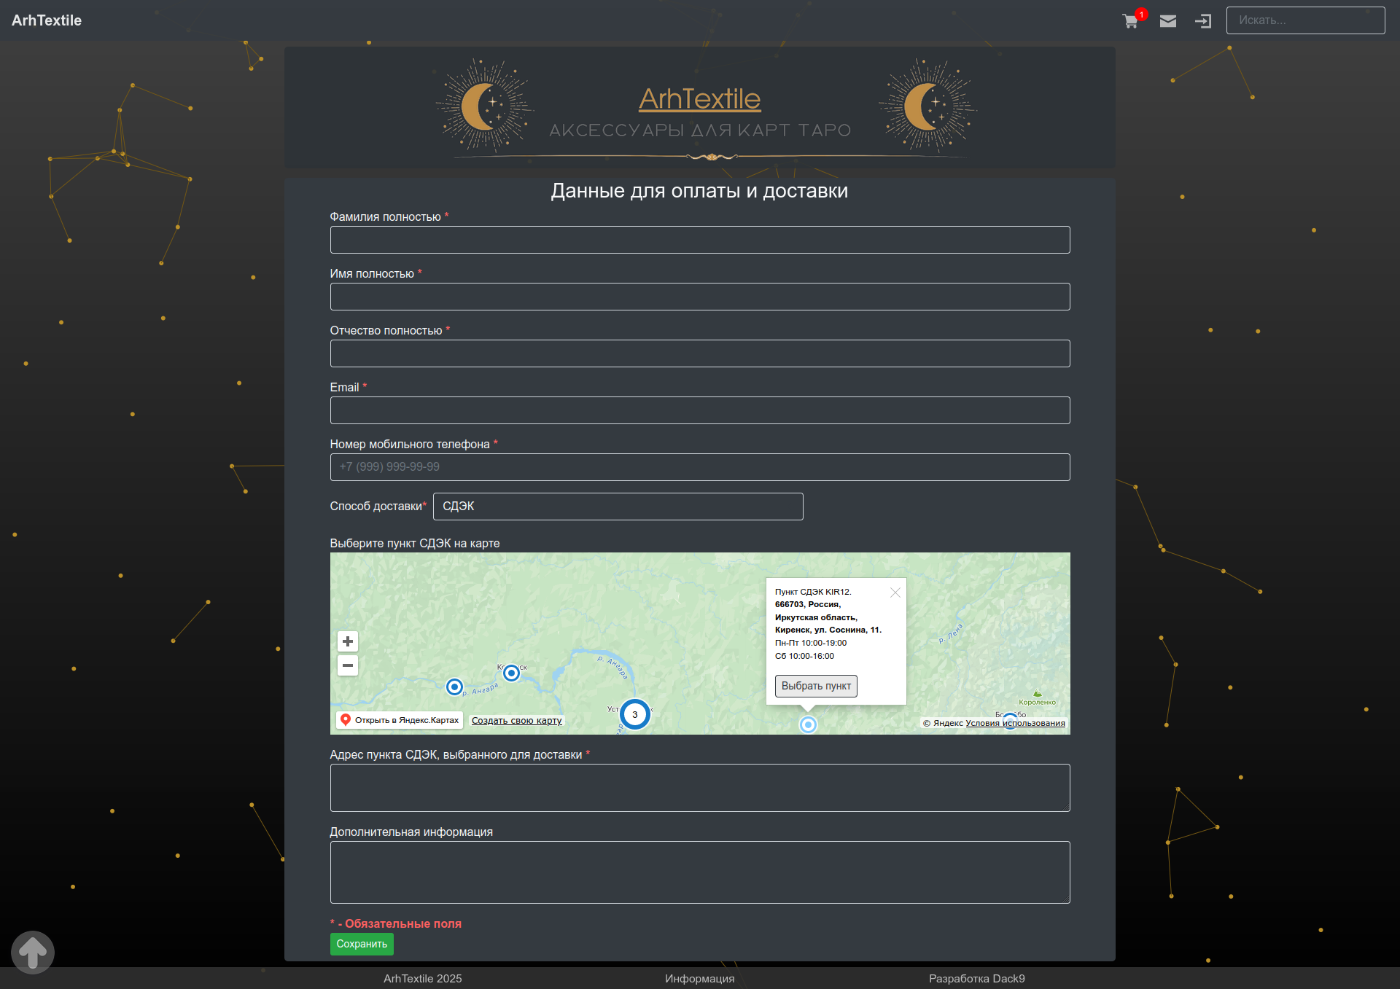 ArhTextile
1
Искать...
ArhTextile
АКСЕССУАРЫ ДЛЯ КАРТ ТАРО
Данные для оплаты и доставки
Фамилия полностью *
Имя полностью *
Отчество полностью *
Email *
Номер мобильного телефона *
+7 (999) 999-99-99
Способ доставки*
СДЭК
Выберите пункт СДЭК на карте
Пункт СДЭК KIR12.
666703, Россия,
Иркутская область,
Киренск, ул. Соснина, 11.
Пн-Пт 10:00-19:00
Сб 10:00-16:00
Выбрать пункт
р. Лена
р. Ангара
р. Ангара
3
Короленко
Открыть в Яндекс.Картах
Создать свою карту
© Яндекс Условия использования
Адрес пункта СДЭК, выбранного для доставки *
Дополнительная информация
* - Обязательные поля
Сохранить
ArhTextile 2025
Информация
Разработка Dack9